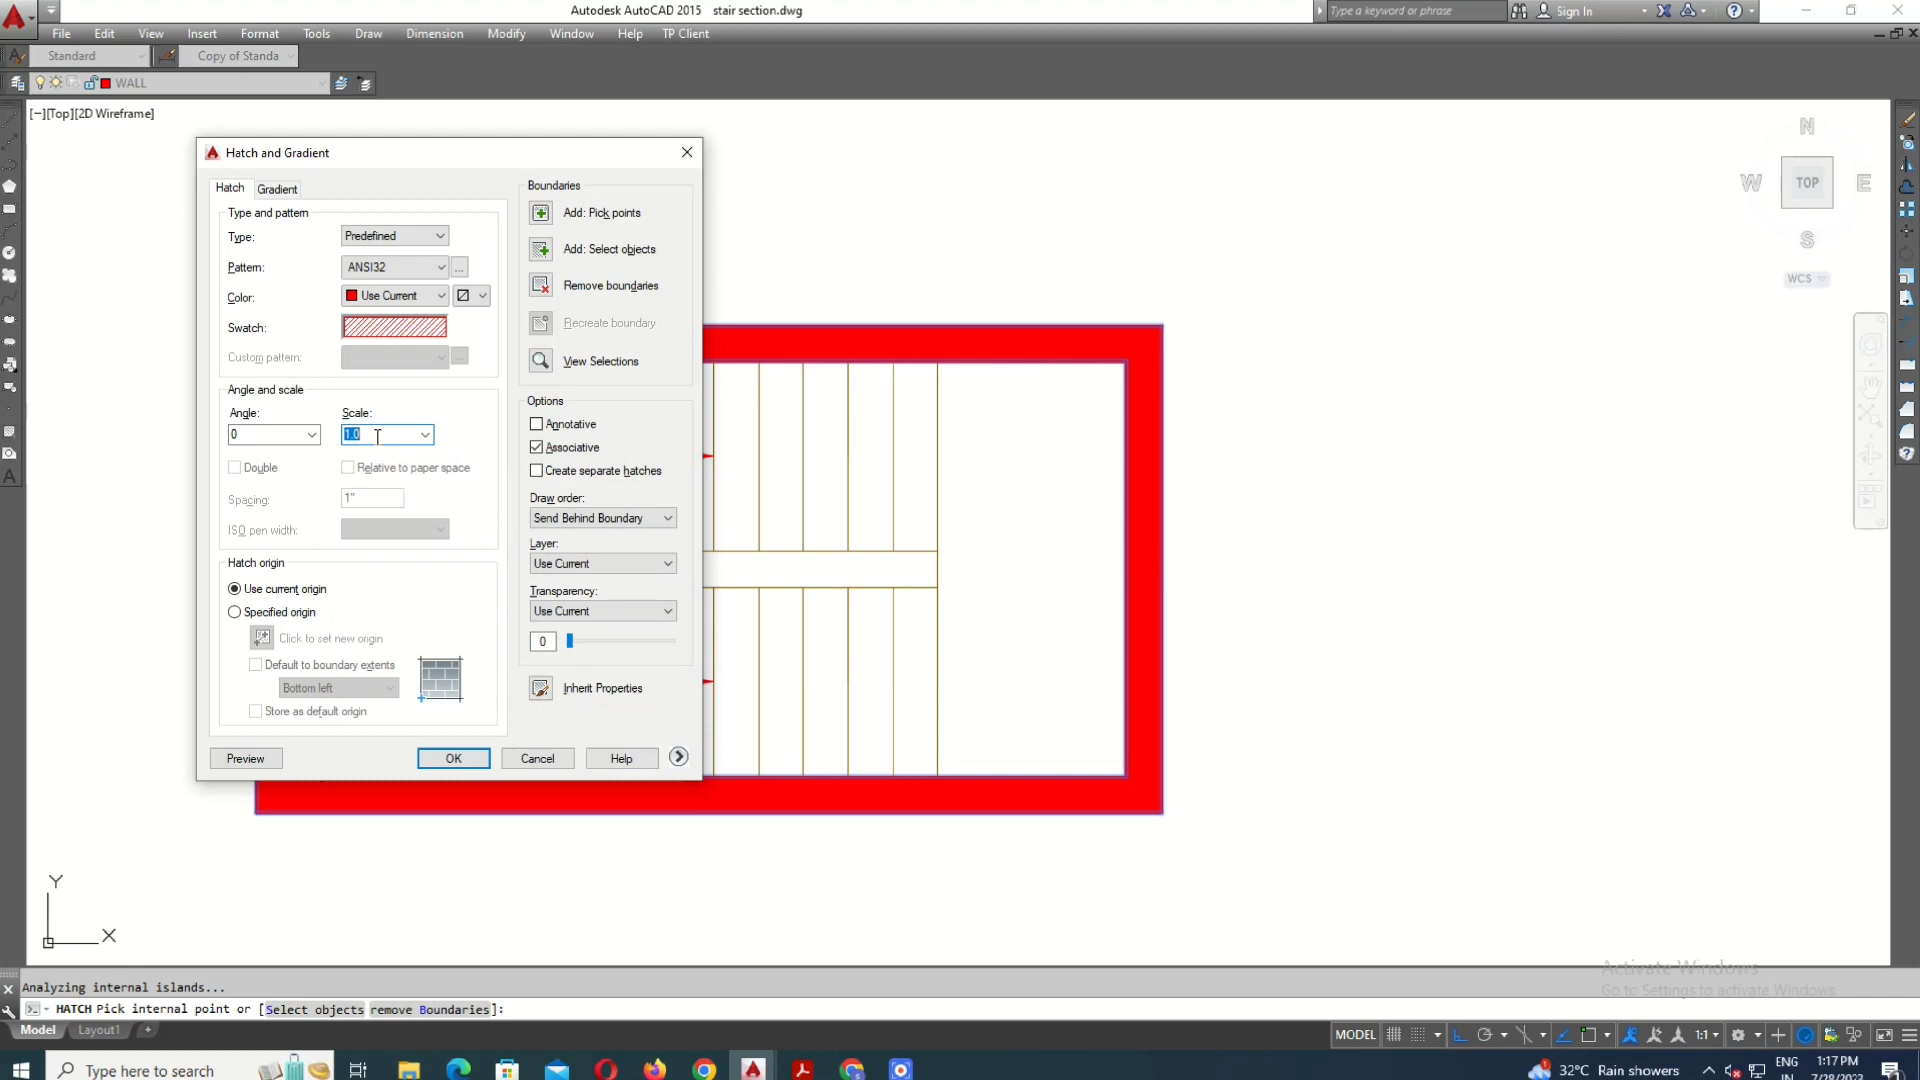 Autodesk AutoCAD 2015 stair section.dwg
Type a keyword or phrase
Sign In
File Edit View Insert Format Tools Draw Dimension Modify Window Help TP Client
Standard
Copy of Standa
WALL
[−][Top][2D Wireframe]
Hatch and Gradient
Hatch
Gradient
Type and pattern
Type:
Predefined
Pattern:
ANSI32
...
Color:
Use Current
Swatch:
Custom pattern:
...
Angle and scale
Angle:
Scale:
0
1.0
Double
Relative to paper space
Spacing:
1"
ISO pen width:
Hatch origin
Use current origin
Specified origin
Click to set new origin
Default to boundary extents
Bottom left
Store as default origin
Boundaries
Add: Pick points
Add: Select objects
Remove boundaries
Recreate boundary
View Selections
Options
Annotative
Associative
Create separate hatches
Draw order:
Send Behind Boundary
Layer:
Use Current
Transparency:
Use Current
0
Inherit Properties
Preview
OK
Cancel
Help
N
W
TOP
E
S
WCS
Y
X
Activate Windows
Go to Settings to activate Windows.
Analyzing internal islands...
HATCH Pick internal point or [Select objects remove Boundaries]:
Model
Layout1
+
MODEL
1:1
Type here to search
32°C Rain showers
ENG
IN
1:17 PM
7/28/2023